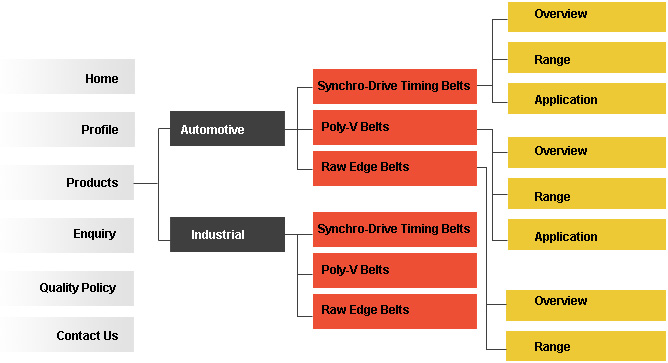 Home
Profile
Products
Enquiry
Quality Policy
Contact Us
Automotive
Industrial
Synchro-Drive Timing Belts
Poly-V Belts
Raw Edge Belts
Synchro-Drive Timing Belts
Poly-V Belts
Raw Edge Belts
Overview
Range
Application
Overview
Range
Application
Overview
Range